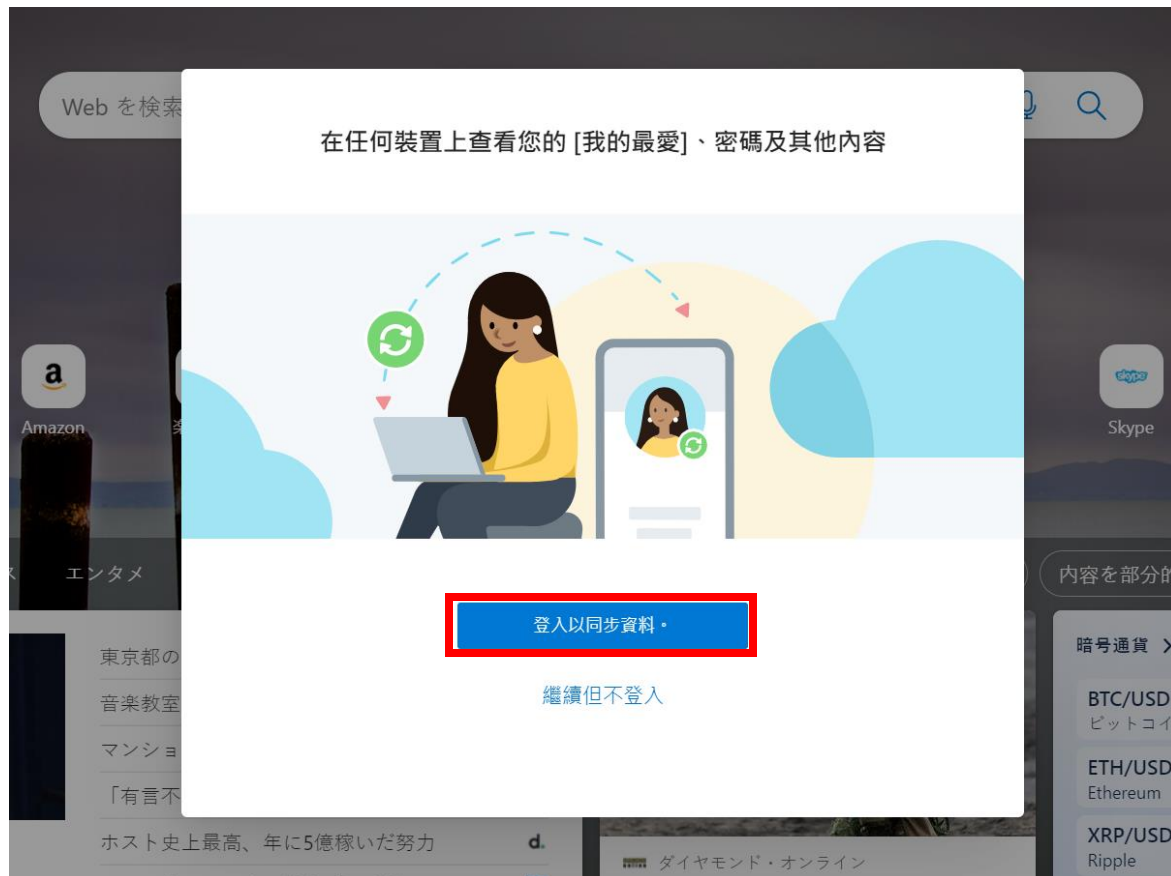 Web を検索
在任何裝置上查看您的 [我的最愛]、密碼及其他內容
a
Amazon
skype
Skype
エンタメ
内容を部分的
登入以同步資料。
繼續但不登入
東京都の
音楽教室
マンショ
「有言不
ホスト史上最高、年に5億稼いだ努力
d.
ダイヤモンド・オンライン
暗号通貨
BTC/USD
ビットコイ
ETH/USD
Ethereum
XRP/USD
Ripple